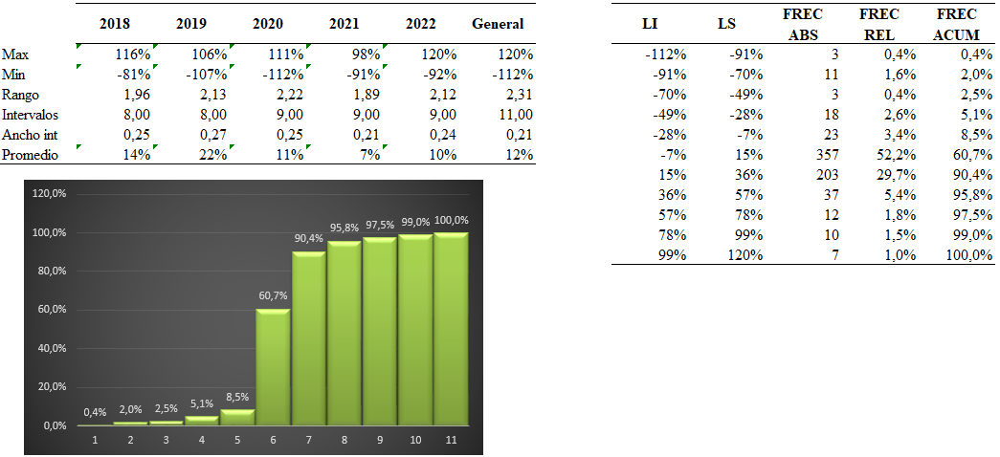 2018 2019 2020 2021 2022 General
Max 116% 106% 111% 98% 120% 120%
Min -81% -107% -112% -91% -92% -112%
Rango 1,96 2,13 2,22 1,89 2,12 2,31
Intervalos 8,00 8,00 9,00 9,00 9,00 11,00
Ancho int 0,25 0,27 0,25 0,21 0,24 0,21
Promedio 14% 22% 11% 7% 10% 12%
LI LS FREC ABS FREC REL FREC ACUM
-112% -91% 3 0,4% 0,4%
-91% -70% 11 1,6% 2,0%
-70% -49% 3 0,4% 2,5%
-49% -28% 18 2,6% 5,1%
-28% -7% 23 3,4% 8,5%
-7% 15% 357 52,2% 60,7%
15% 36% 203 29,7% 90,4%
36% 57% 37 5,4% 95,8%
57% 78% 12 1,8% 97,5%
78% 99% 10 1,5% 99,0%
99% 120% 7 1,0% 100,0%
120,0%
100,0%
80,0%
60,0%
40,0%
20,0%
0,0%
0,4% 2,0% 2,5% 5,1% 8,5% 60,7% 90,4% 95,8% 97,5% 99,0% 100,0%
1 2 3 4 5 6 7 8 9 10 11